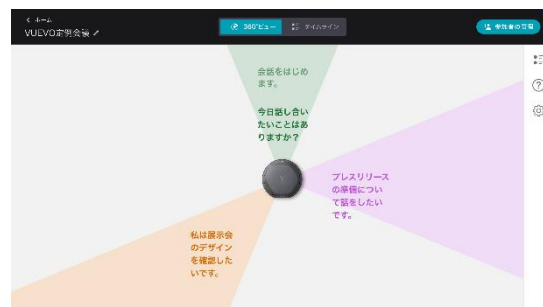 < ホーム
VUEVO定例会議
360°ビュー
タイムライン
参加者の管理
会話をはじめ
ます。
今日話し合い
たいことはあ
りますか？
プレスリリース
の準備につい
て話をしたい
です。
私は展示会
のデザイン
を確認した
いです。